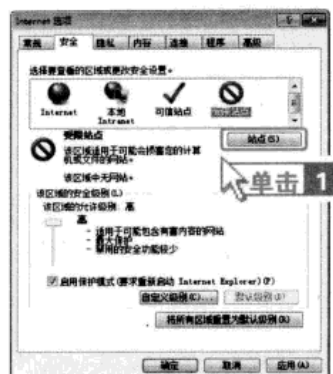 Internet 选项
常规 安全 隐私 内容 连接 程序 高级
选择要查看的区域或更改安全设置。
Internet 本地 Intranet 可信站点 受限站点
受限站点
站点(S)
该区域适用于可能会损害您的计算
机或文件的网站。
该区域中无网站。
单击 1
该区域的安全级别(L)
该区域的允许级别: 高
高
- 适用于可能包含有害内容的网站
- 最大保护
- 禁用的安全功能较少
启用保护模式(要求重新启动 Internet Explorer)(P)
自定义级别(C)... 默认级别(D)
将所有区域重置为默认级别(R)
确定 取消 应用(A)